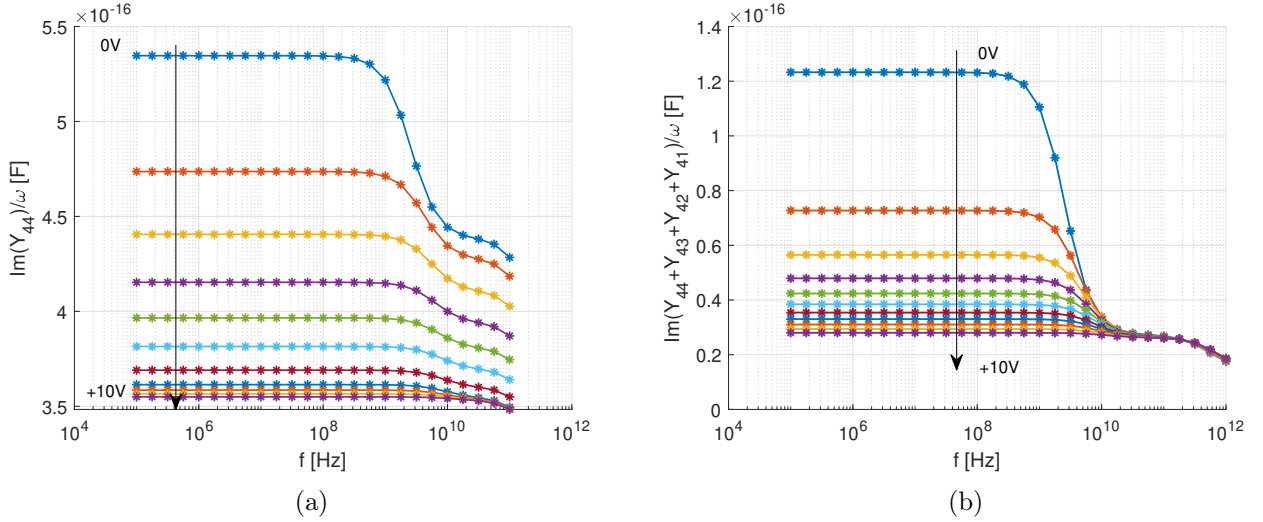 ×10⁻¹⁶
5.5
5
4.5
4
3.5
0V
+10V
Im(Y₄₄)/ω [F]
10⁴ 10⁶ 10⁸ 10¹⁰ 10¹²
f [Hz]
(a)
×10⁻¹⁶
1.4
1.2
1
0.8
0.6
0.4
0.2
0
0V
+10V
Im(Y₄₄+Y₄₃+Y₄₂+Y₄₁)/ω [F]
10⁴ 10⁶ 10⁸ 10¹⁰ 10¹²
f [Hz]
(b)